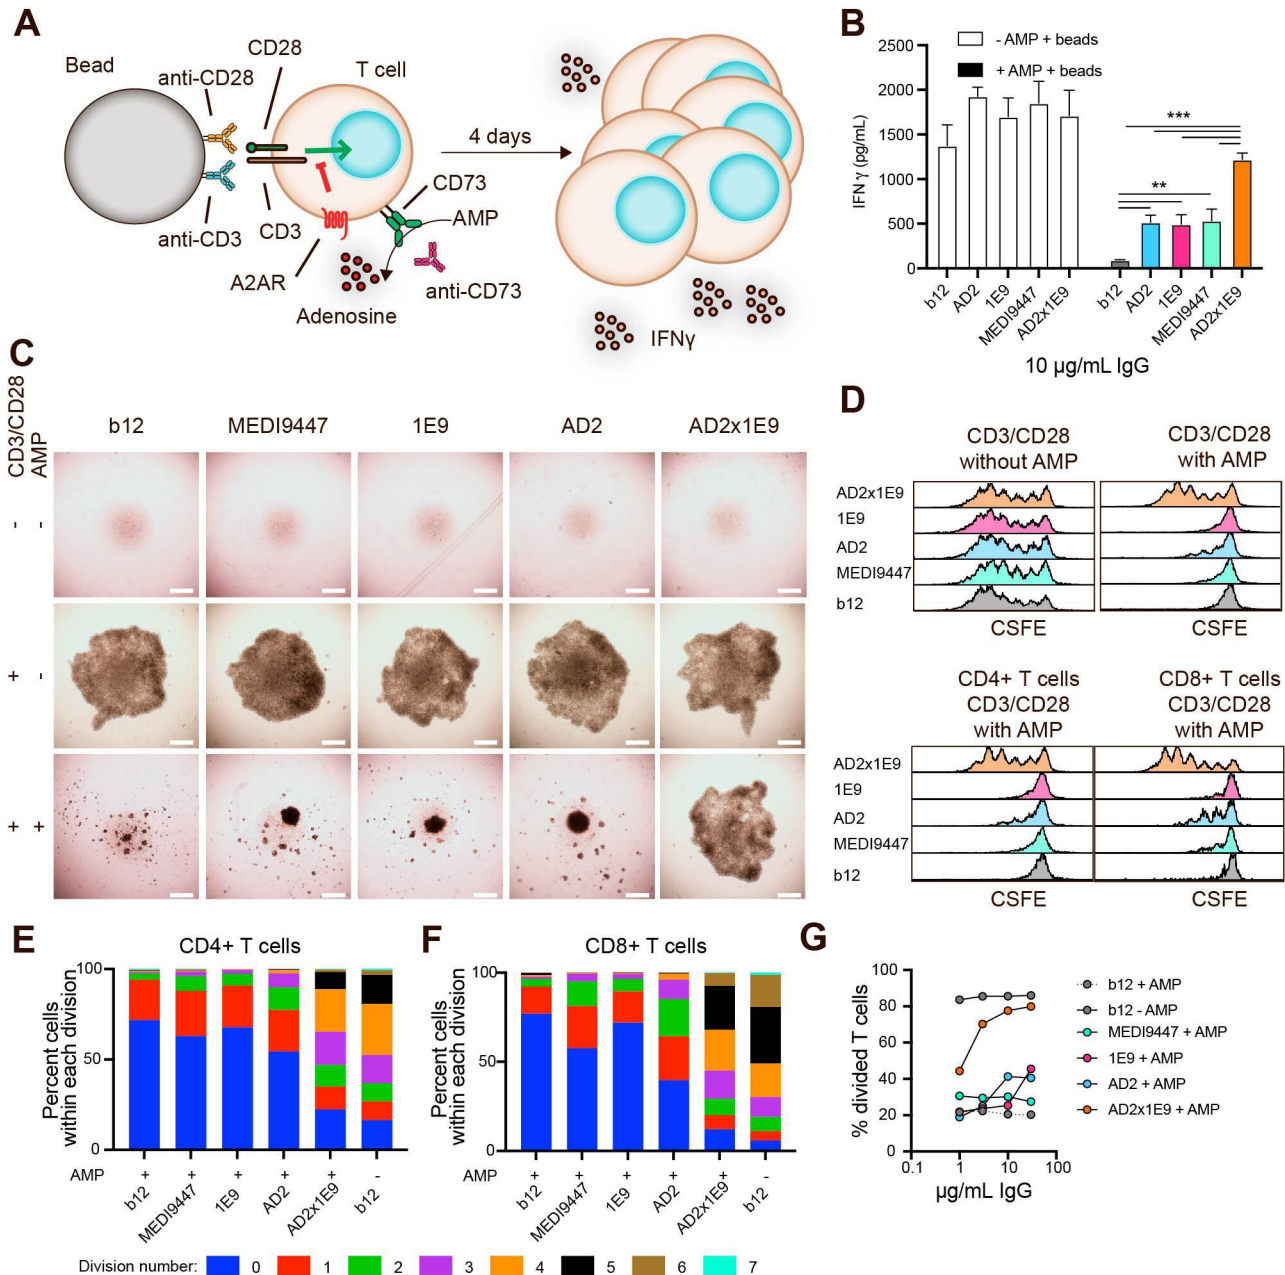 A
Bead
anti-CD28
CD28
T cell
4 days
CD73
AMP
anti-CD3
CD3
A2AR
anti-CD73
Adenosine
IFNγ
B
- AMP + beads
+ AMP + beads
IFN γ (pg/mL)
2500
2000
1500
1000
500
0
***
**
b12
AD2
1E9
MEDI9447
AD2x1E9
b12
AD2
1E9
MEDI9447
AD2x1E9
10 µg/mL IgG
C
CD3/CD28
AMP
b12
MEDI9447
1E9
AD2
AD2x1E9
- -
+ -
+ +
D
CD3/CD28
without AMP
CD3/CD28
with AMP
AD2x1E9
1E9
AD2
MEDI9447
b12
CSFE
CSFE
CD4+ T cells
CD3/CD28
with AMP
CD8+ T cells
CD3/CD28
with AMP
AD2x1E9
1E9
AD2
MEDI9447
b12
CSFE
CSFE
E
CD4+ T cells
Percent cells
within each division
100
50
0
AMP + + + + + -
b12
MEDI9447
1E9
AD2
AD2x1E9
b12
F
CD8+ T cells
Percent cells
within each division
100
50
0
AMP + + + + + -
b12
MEDI9447
1E9
AD2
AD2x1E9
b12
Division number: 0 1 2 3 4 5 6 7
G
% divided T cells
100
80
60
40
20
0
0.1 1 10 100
µg/mL IgG
b12 + AMP
b12 - AMP
MEDI9447 + AMP
1E9 + AMP
AD2 + AMP
AD2x1E9 + AMP